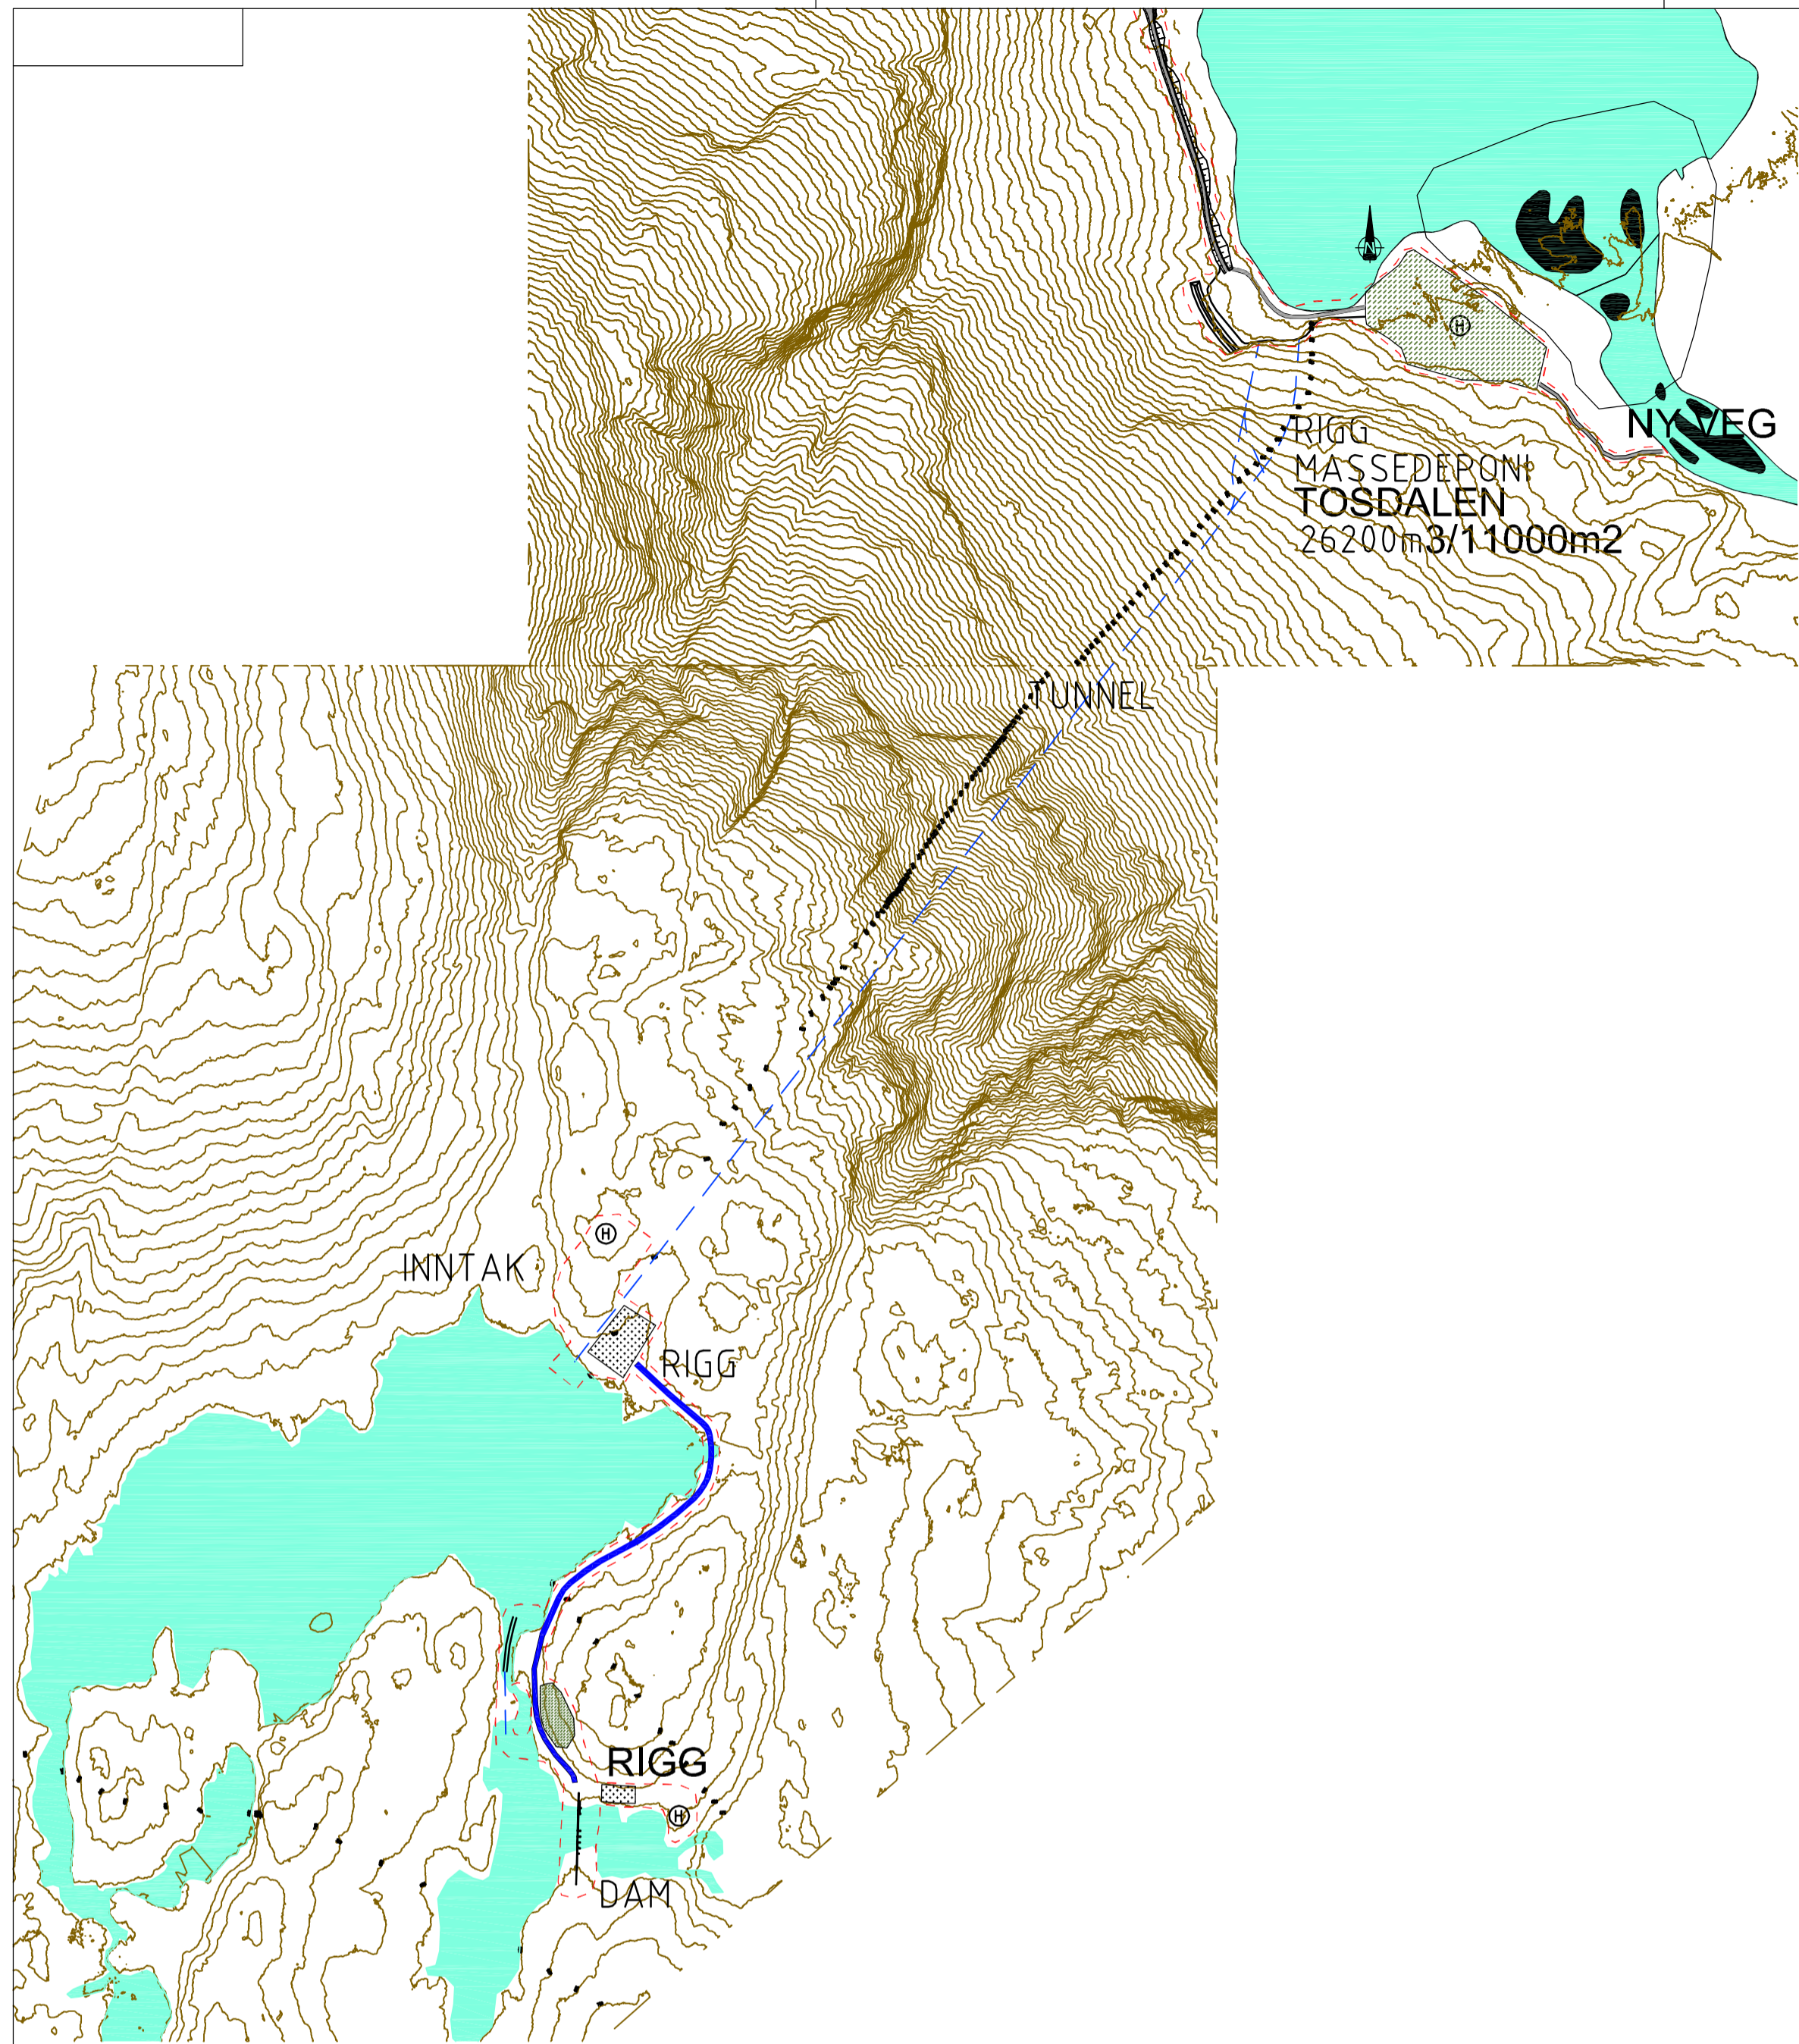 N
H
NY VEG
RIGG
MASSEDEPONI
TOSDALEN
26200m3/11000m2
TUNNEL
H
INNTAK
RIGG
RIGG
H
DAM